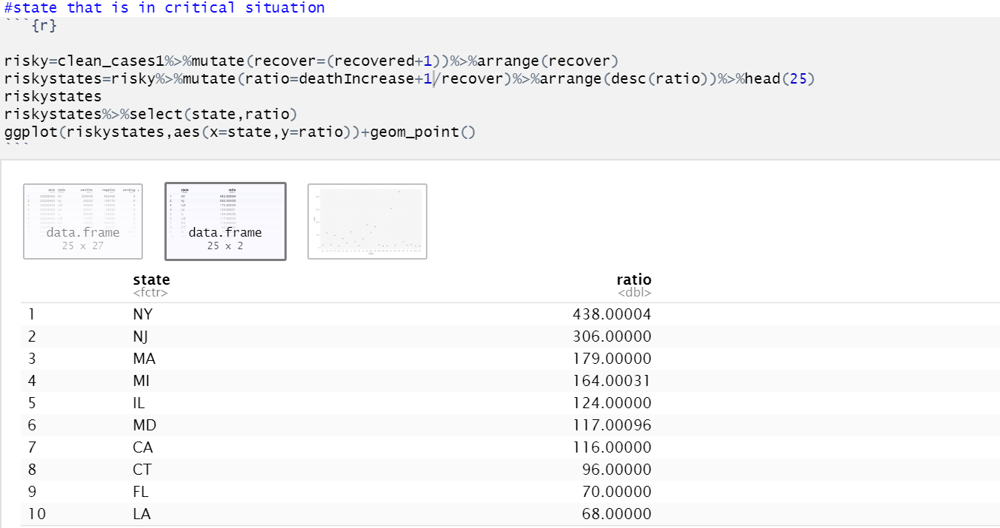 #state that is in critical situation
```{r}
risky=clean_cases1%>%mutate(recover=(recovered+1))%>%arrange(recover)
riskystates=risky%>%mutate(ratio=deathIncrease+1/recover)%>%arrange(desc(ratio))%>%head(25)
riskystates
riskystates%>%select(state,ratio)
ggplot(riskystates,aes(x=state,y=ratio))+geom_point()
```
data.frame
25 x 27
data.frame
25 x 2
state ratio
<fctr> <dbl>
1 NY 438.00004
2 NJ 306.00000
3 MA 179.00000
4 MI 164.00031
5 IL 124.00000
6 MD 117.00096
7 CA 116.00000
8 CT 96.00000
9 FL 70.00000
10 LA 68.00000